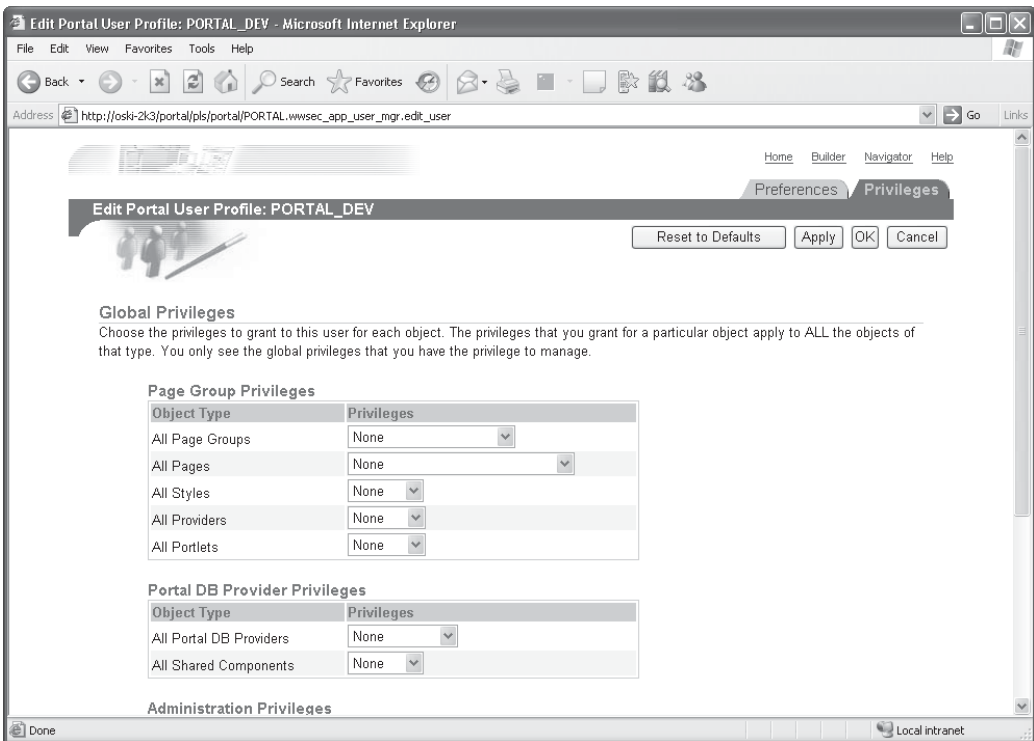 Edit Portal User Profile: PORTAL_DEV - Microsoft Internet Explorer
File Edit View Favorites Tools Help
Back Search Favorites
Address http://oski-2k3/portal/pls/portal/PORTAL.wwsec_app_user_mgr.edit_user Go Links
Home Builder Navigator Help
Preferences Privileges
Edit Portal User Profile: PORTAL_DEV
Reset to Defaults Apply OK Cancel
Global Privileges
Choose the privileges to grant to this user for each object. The privileges that you grant for a particular object apply to ALL the objects of
that type. You only see the global privileges that you have the privilege to manage.
Page Group Privileges
Object Type Privileges
All Page Groups None
All Pages None
All Styles None
All Providers None
All Portlets None
Portal DB Provider Privileges
Object Type Privileges
All Portal DB Providers None
All Shared Components None
Administration Privileges
Done Local intranet